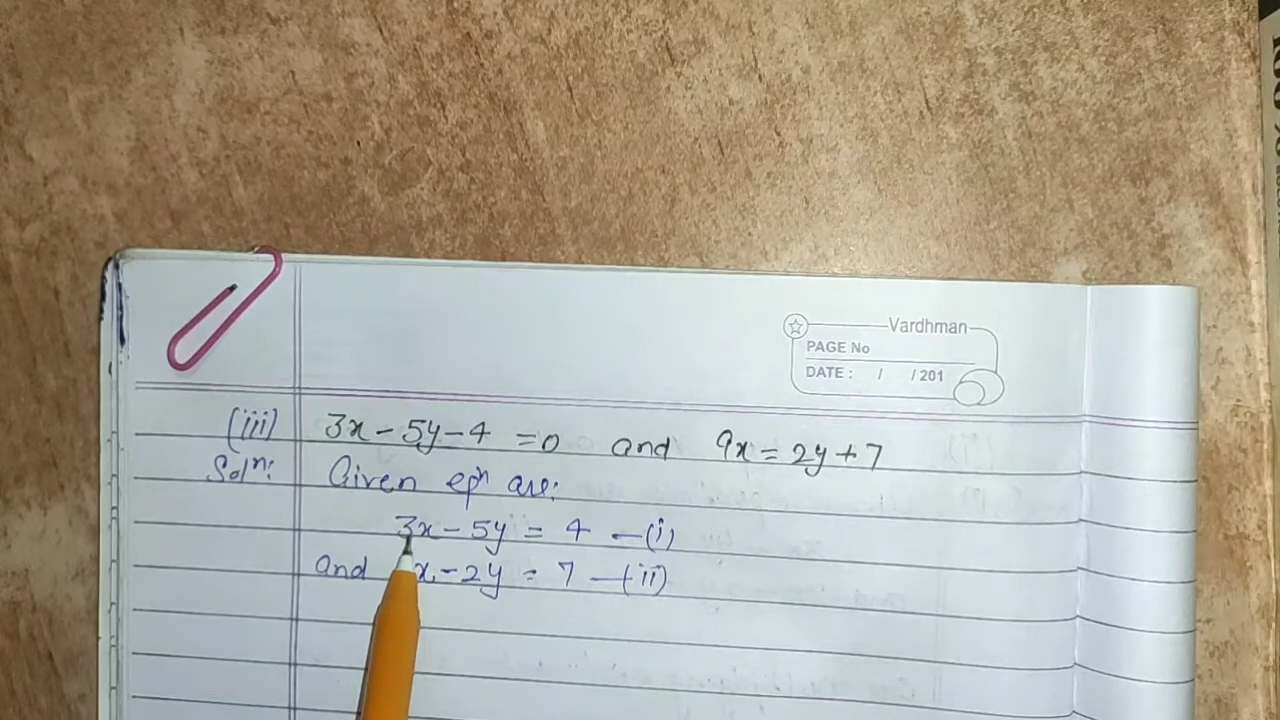 Vardhman
PAGE No
DATE : / / 201
(iii) 3x - 5y - 4 = 0 and 9x = 2y + 7
Solⁿ: Given eqⁿ are:
3x - 5y = 4 —(i)
and x - 2y = 7 —(ii)